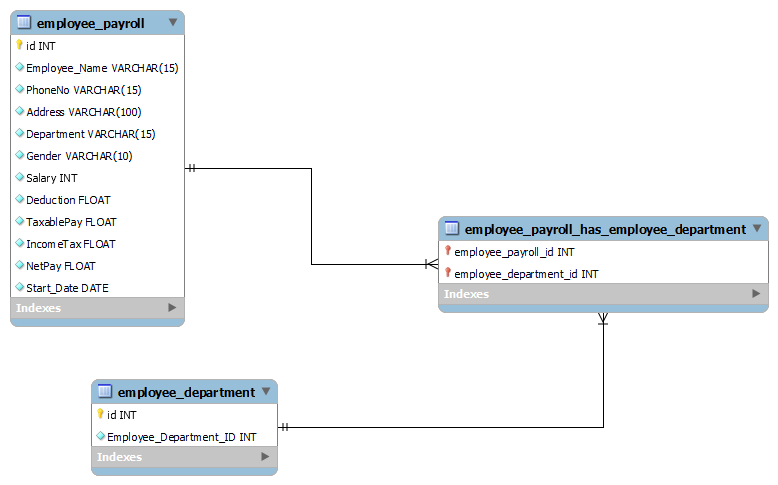 employee_payroll
id INT
Employee_Name VARCHAR(15)
PhoneNo VARCHAR(15)
Address VARCHAR(100)
Department VARCHAR(15)
Gender VARCHAR(10)
Salary INT
Deduction FLOAT
TaxablePay FLOAT
IncomeTax FLOAT
NetPay FLOAT
Start_Date DATE
Indexes
employee_payroll_has_employee_department
employee_payroll_id INT
employee_department_id INT
Indexes
employee_department
id INT
Employee_Department_ID INT
Indexes